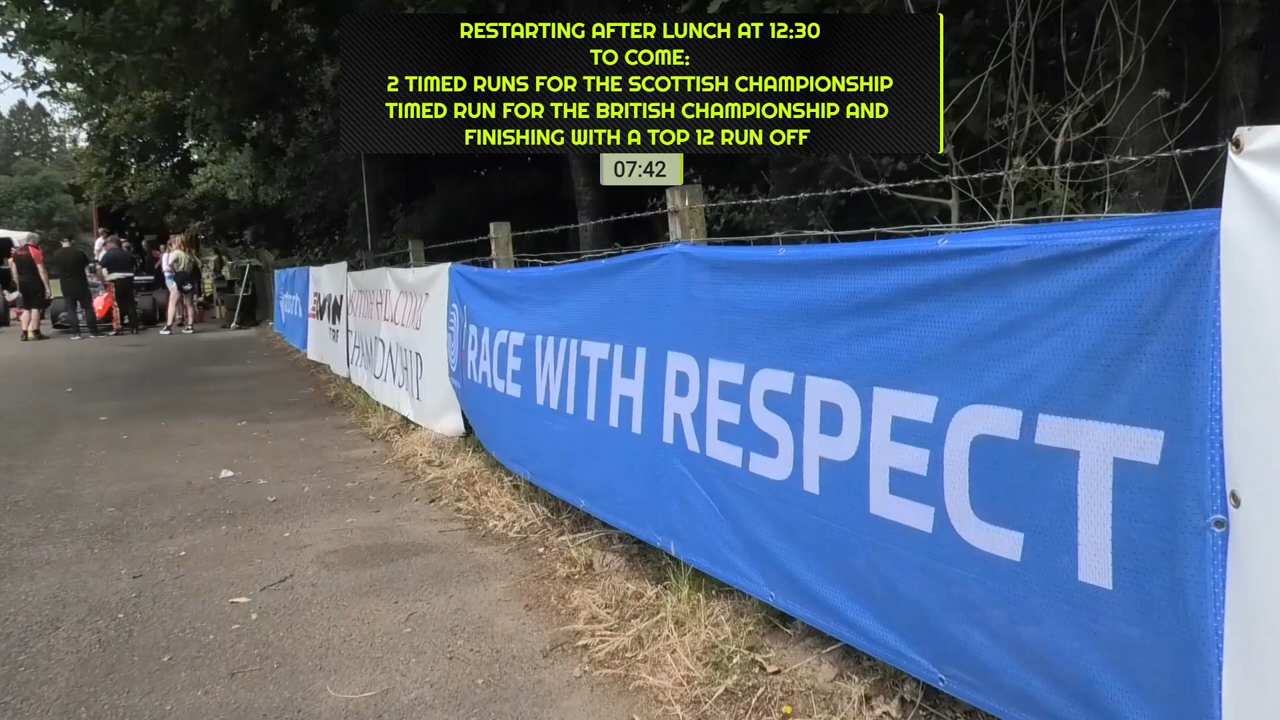 RESTARTING AFTER LUNCH AT 12:30
TO COME:
2 TIMED RUNS FOR THE SCOTTISH CHAMPIONSHIP
TIMED RUN FOR THE BRITISH CHAMPIONSHIP AND
FINISHING WITH A TOP 12 RUN OFF
07:42
RACE WITH RESPECT
CHAMPIONSHIP